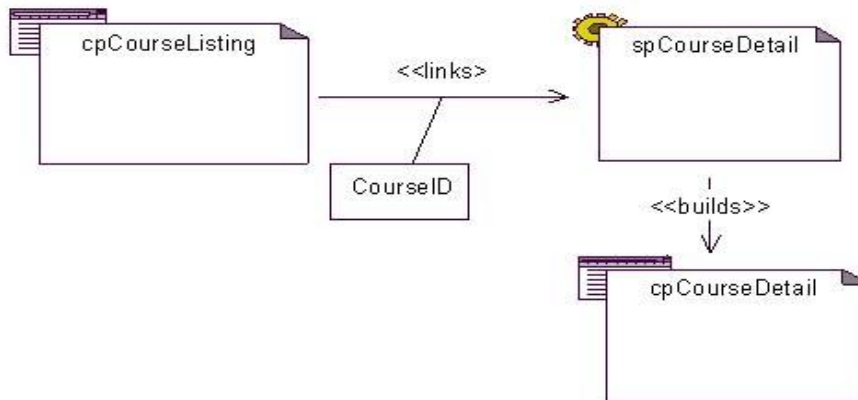 cpCourseListing
spCourseDetail
<<links>
CourseID
<<builds>>
cpCourseDetail